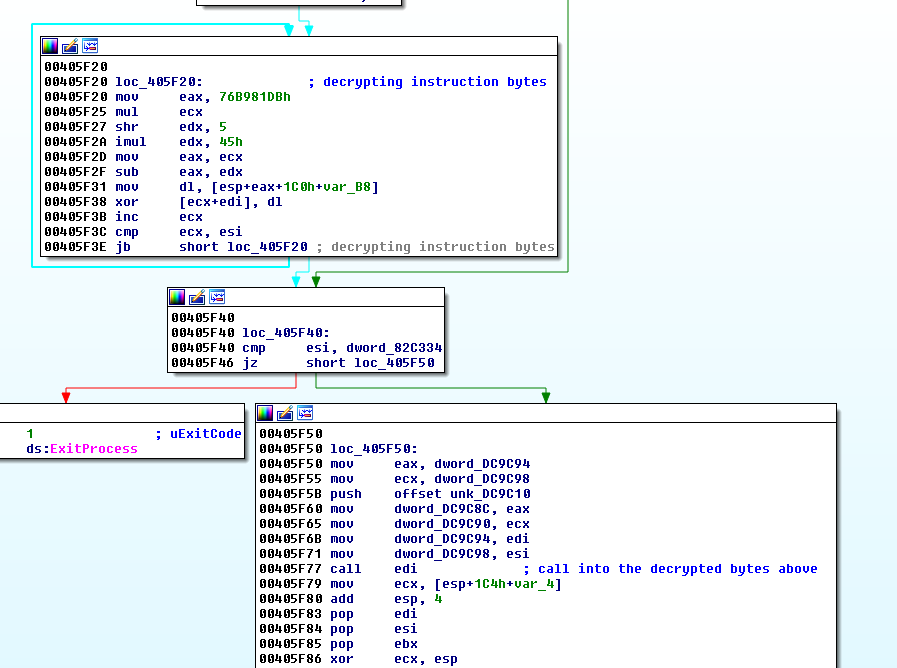 00405F20
00405F20 loc_405F20: ; decrypting instruction bytes
00405F20 mov eax, 76B981DBh
00405F25 mul ecx
00405F27 shr edx, 5
00405F2A imul edx, 45h
00405F2D mov eax, ecx
00405F2F sub eax, edx
00405F31 mov dl, [esp+eax+1C0h+var_B8]
00405F38 xor [ecx+edi], dl
00405F3B inc ecx
00405F3C cmp ecx, esi
00405F3E jb short loc_405F20 ; decrypting instruction bytes
00405F40
00405F40 loc_405F40:
00405F40 cmp esi, dword_82C334
00405F46 jz short loc_405F50
1 ; uExitCode
ds:ExitProcess
00405F50
00405F50 loc_405F50:
00405F50 mov eax, dword_DC9C94
00405F55 mov ecx, dword_DC9C98
00405F5B push offset unk_DC9C10
00405F60 mov dword_DC9C8C, eax
00405F65 mov dword_DC9C90, ecx
00405F6B mov dword_DC9C94, edi
00405F71 mov dword_DC9C98, esi
00405F77 call edi ; call into the decrypted bytes above
00405F79 mov ecx, [esp+1C4h+var_4]
00405F80 add esp, 4
00405F83 pop edi
00405F84 pop esi
00405F85 pop ebx
00405F86 xor ecx, esp